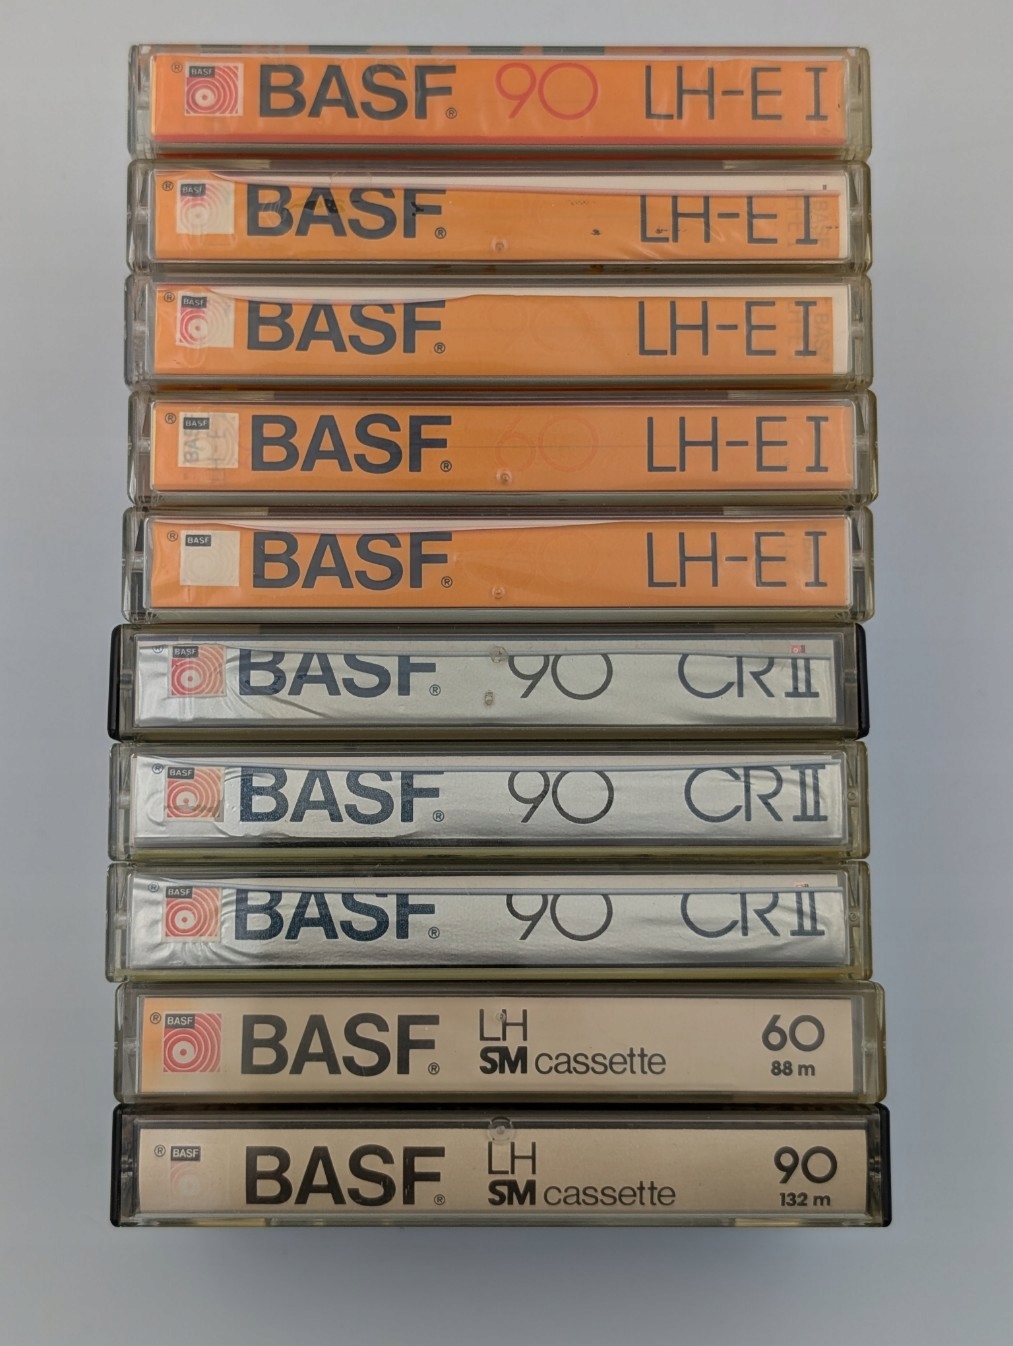 ® BASF BASF® 90 LH-E I
® BASF BASF® LH-E I
® BASF BASF® LH-E I
® BASF BASF® 60 LH-E I
® BASF BASF® LH-E I
® BASF BASF® 90 CR II
® BASF BASF® 90 CR II
® BASF BASF® 90 CR II
® BASF BASF® LH
SM cassette
60
88 m
® BASF BASF® LH
SM cassette
90
132 m